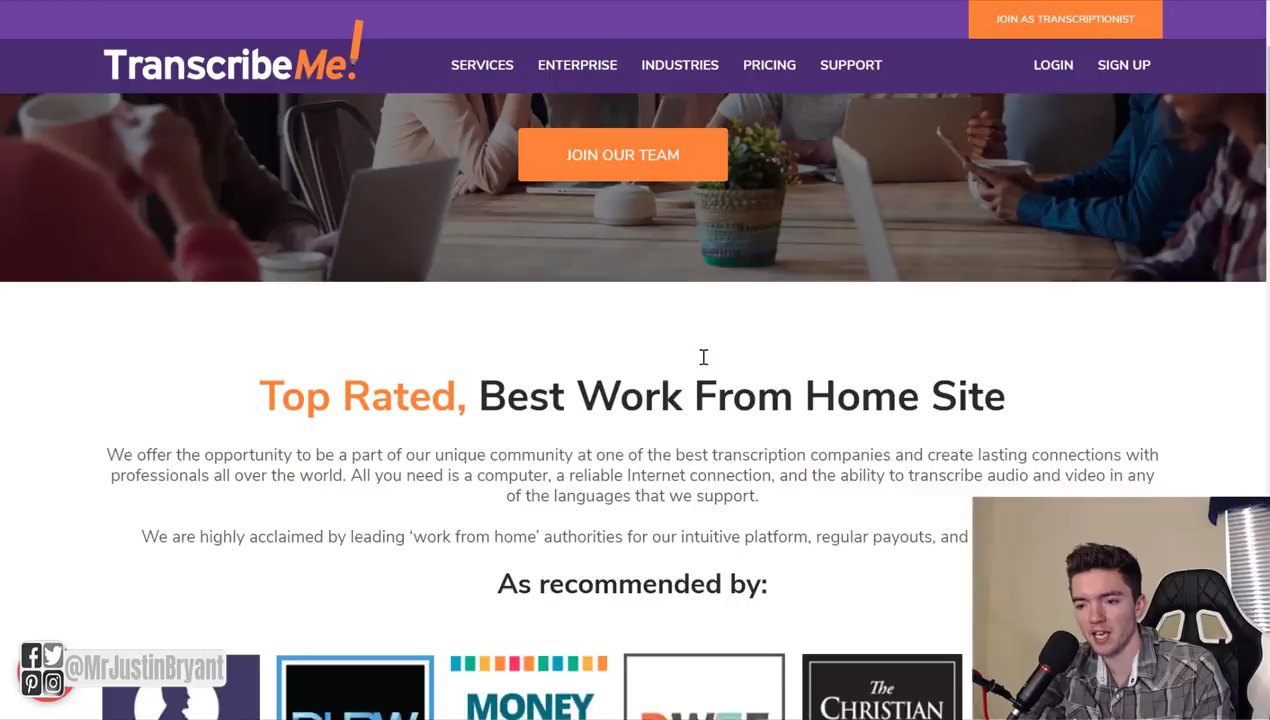 JOIN AS TRANSCRIPTIONIST
TranscribeMe!
SERVICES ENTERPRISE INDUSTRIES PRICING SUPPORT LOGIN SIGN UP
JOIN OUR TEAM
Top Rated, Best Work From Home Site
We offer the opportunity to be a part of our unique community at one of the best transcription companies and create lasting connections with
professionals all over the world. All you need is a computer, a reliable Internet connection, and the ability to transcribe audio and video in any
of the languages that we support.
We are highly acclaimed by leading ‘work from home’ authorities for our intuitive platform, regular payouts, and
As recommended by:
@MrJustinBryant
MONEY
The
CHRISTIAN